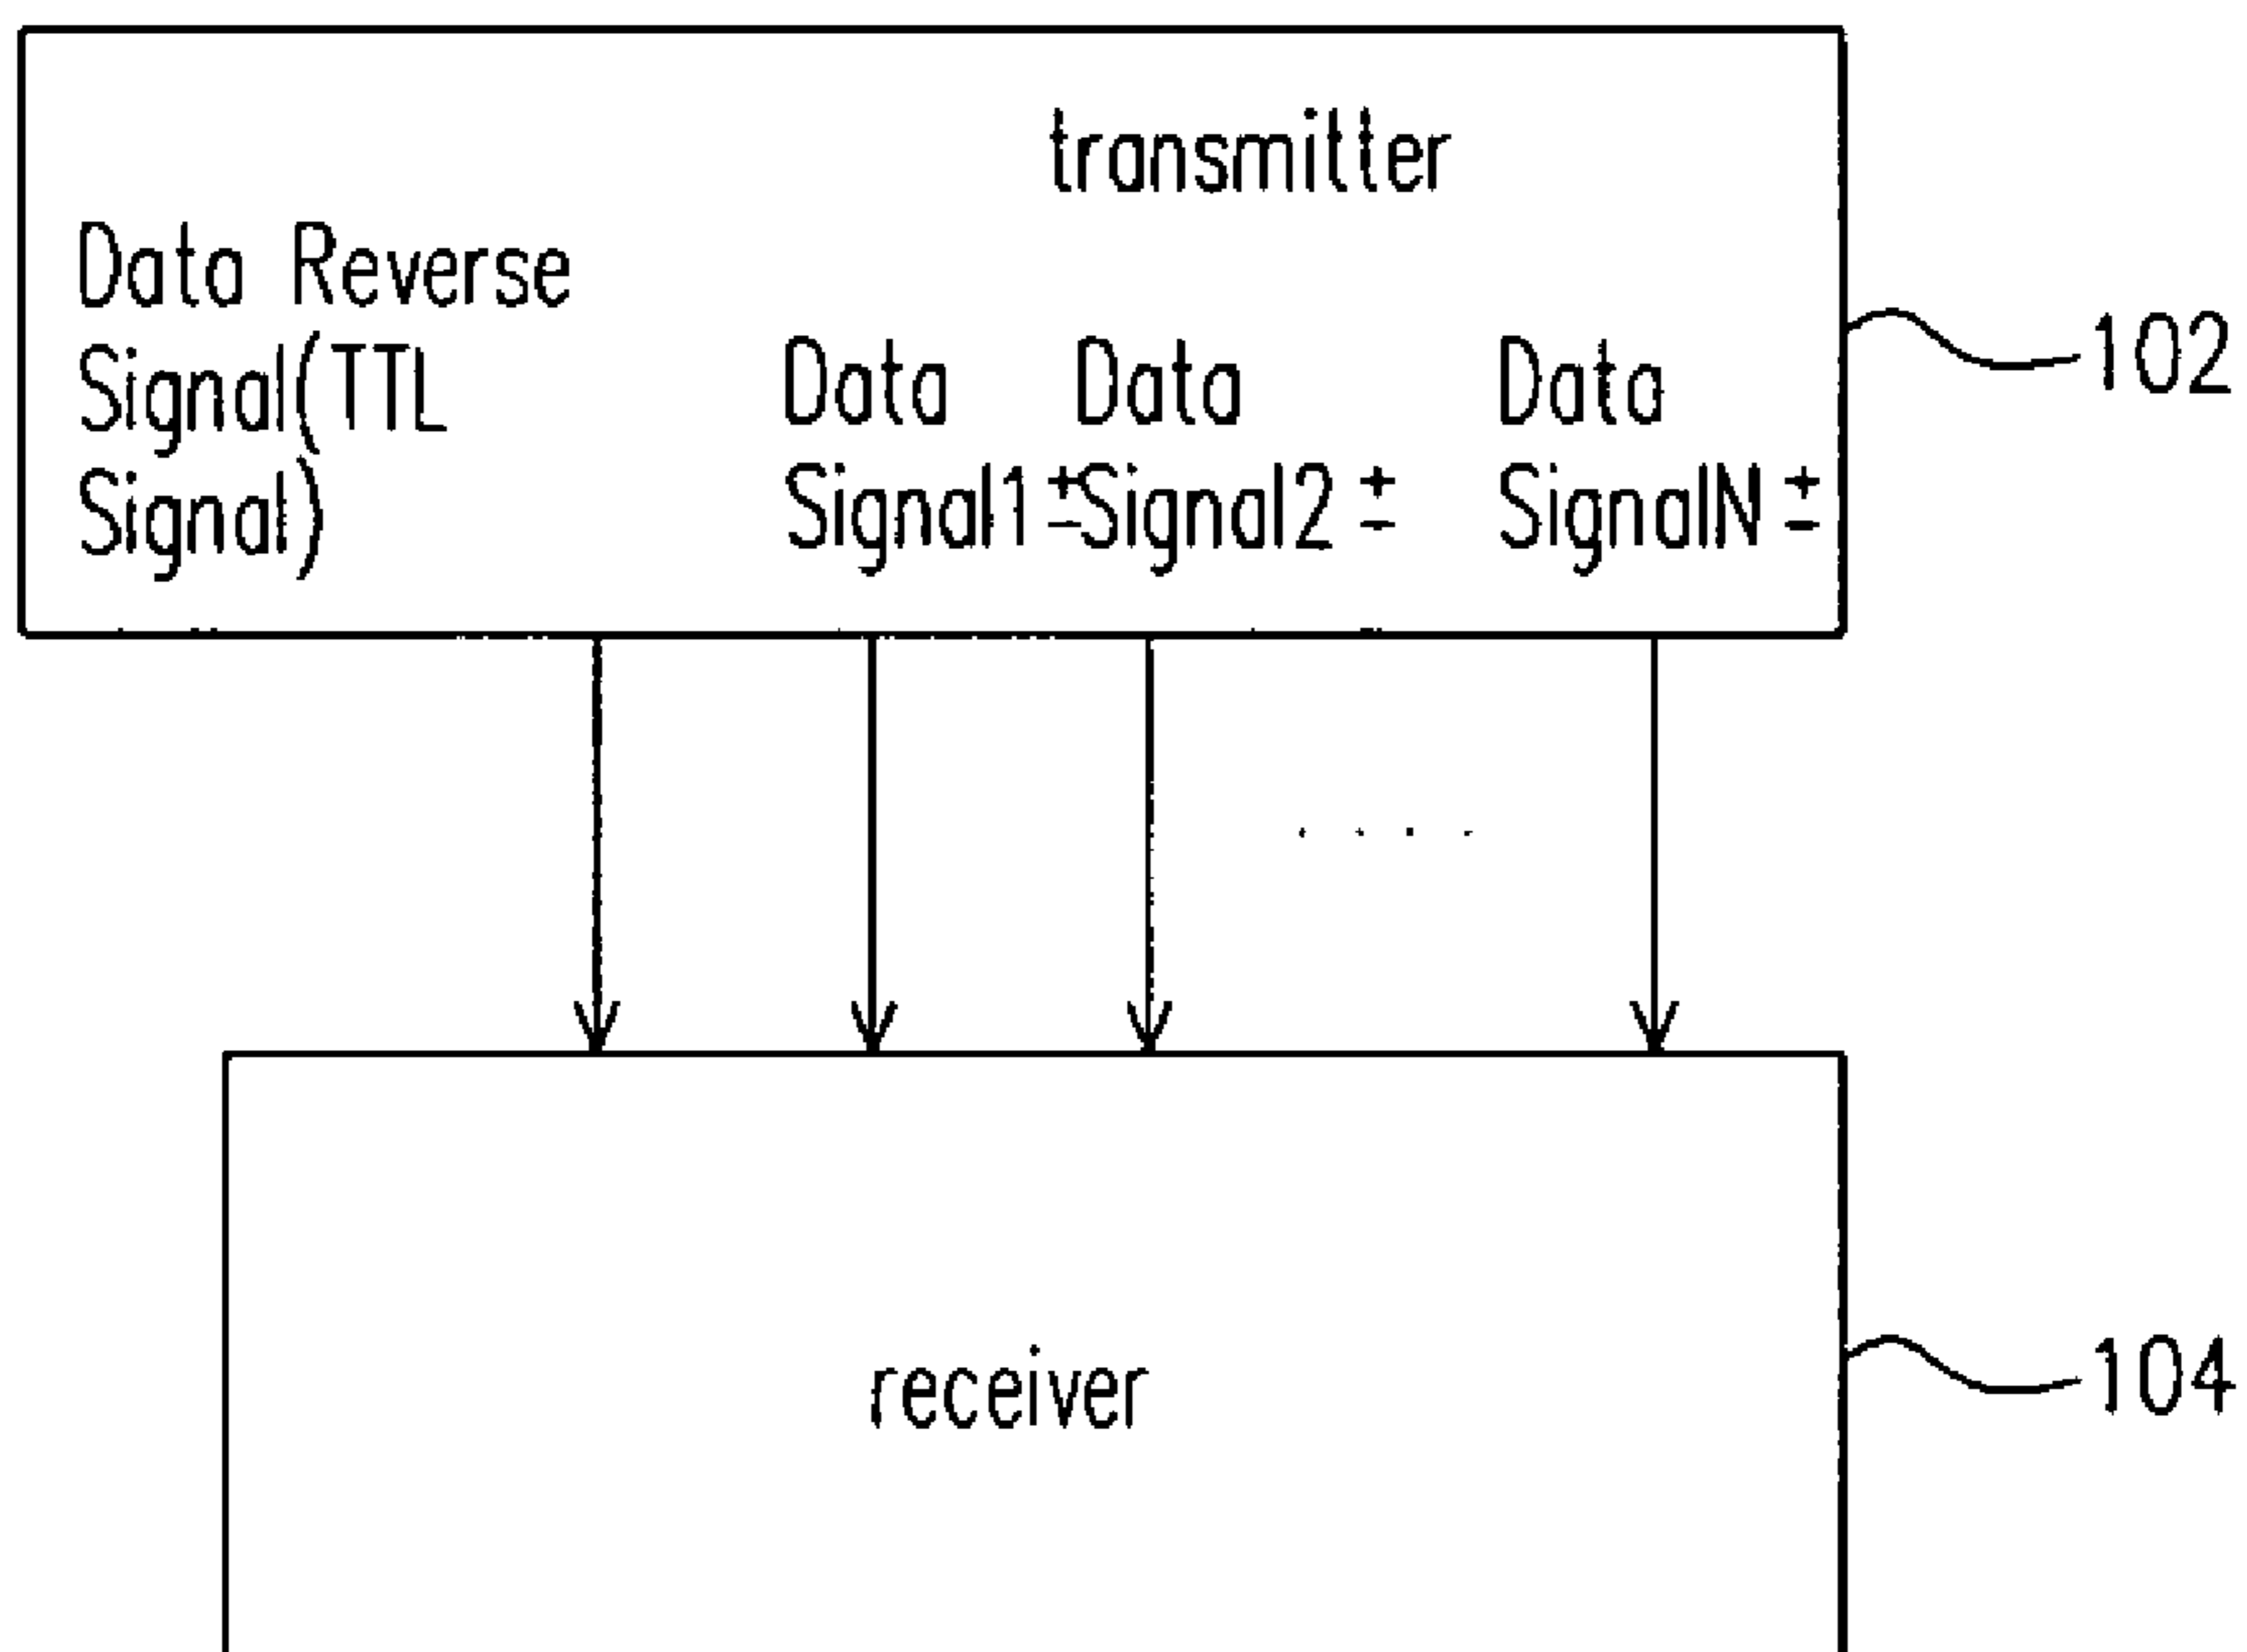 transmitter
Data Reverse
Signal(TTL
Signal)
Data
Signal1 ±
Data
Signal2 ±
Data
SignalN ±
102
. . . .
receiver
104